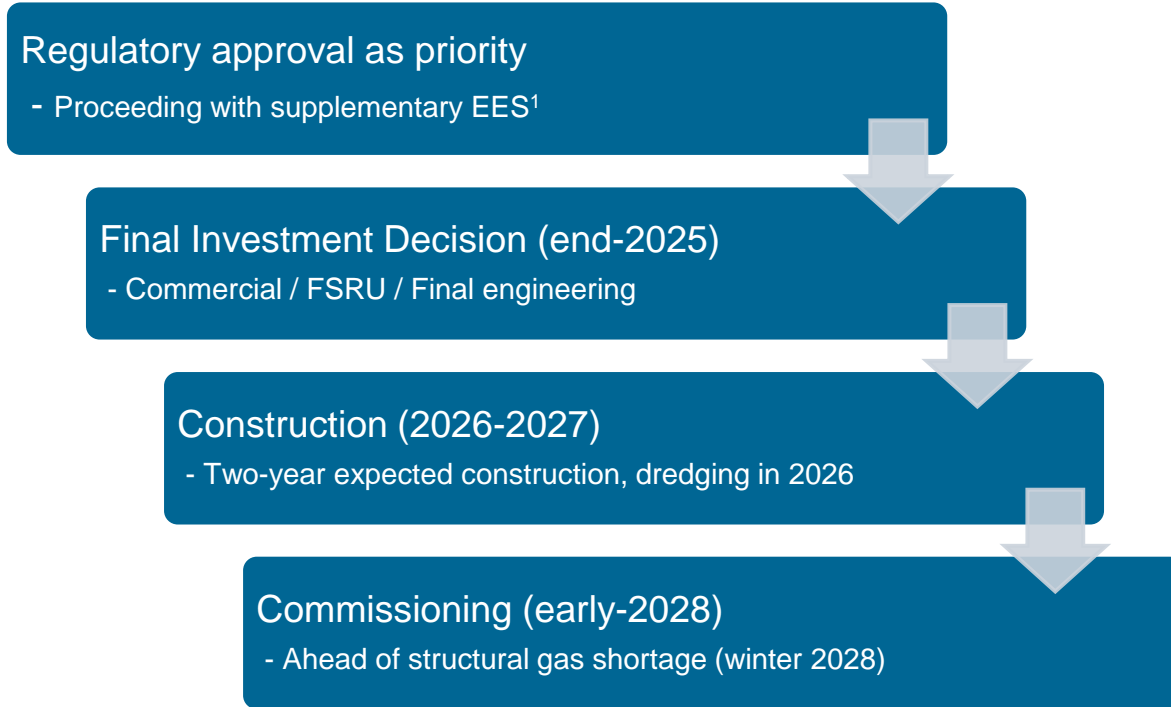 Regulatory approval as priority
- Proceeding with supplementary EES¹
Final Investment Decision (end-2025)
- Commercial / FSRU / Final engineering
Construction (2026-2027)
- Two-year expected construction, dredging in 2026
Commissioning (early-2028)
- Ahead of structural gas shortage (winter 2028)